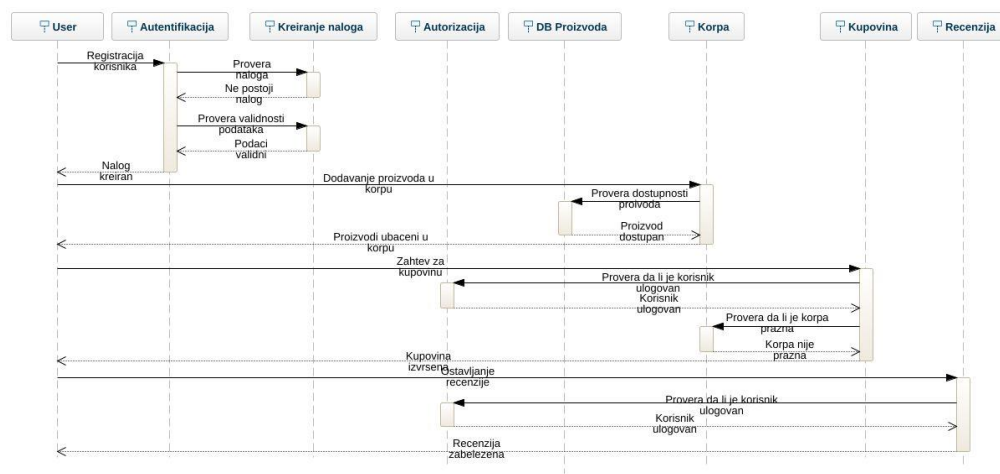 User
Autentifikacija
Kreiranje naloga
Autorizacija
DB Proizvoda
Korpa
Kupovina
Recenzija
Registracija
korisnika
Provera
naloga
Ne postoji
nalog
Provera validnosti
podataka
Podaci
validni
Nalog
kreiran
Dodavanje proizvoda u
korpu
Provera dostupnosti
proivoda
Proizvod
dostupan
Proizvodi ubaceni u
korpu
Zahtev za
kupovinu
Provera da li je korisnik
ulogovan
Korisnik
ulogovan
Provera da li je korpa
prazna
Korpa nije
prazna
Kupovina
izvrsena
Ostavljanje
recenzije
Provera da li je korisnik
ulogovan
Korisnik
ulogovan
Recenzija
zabelezena